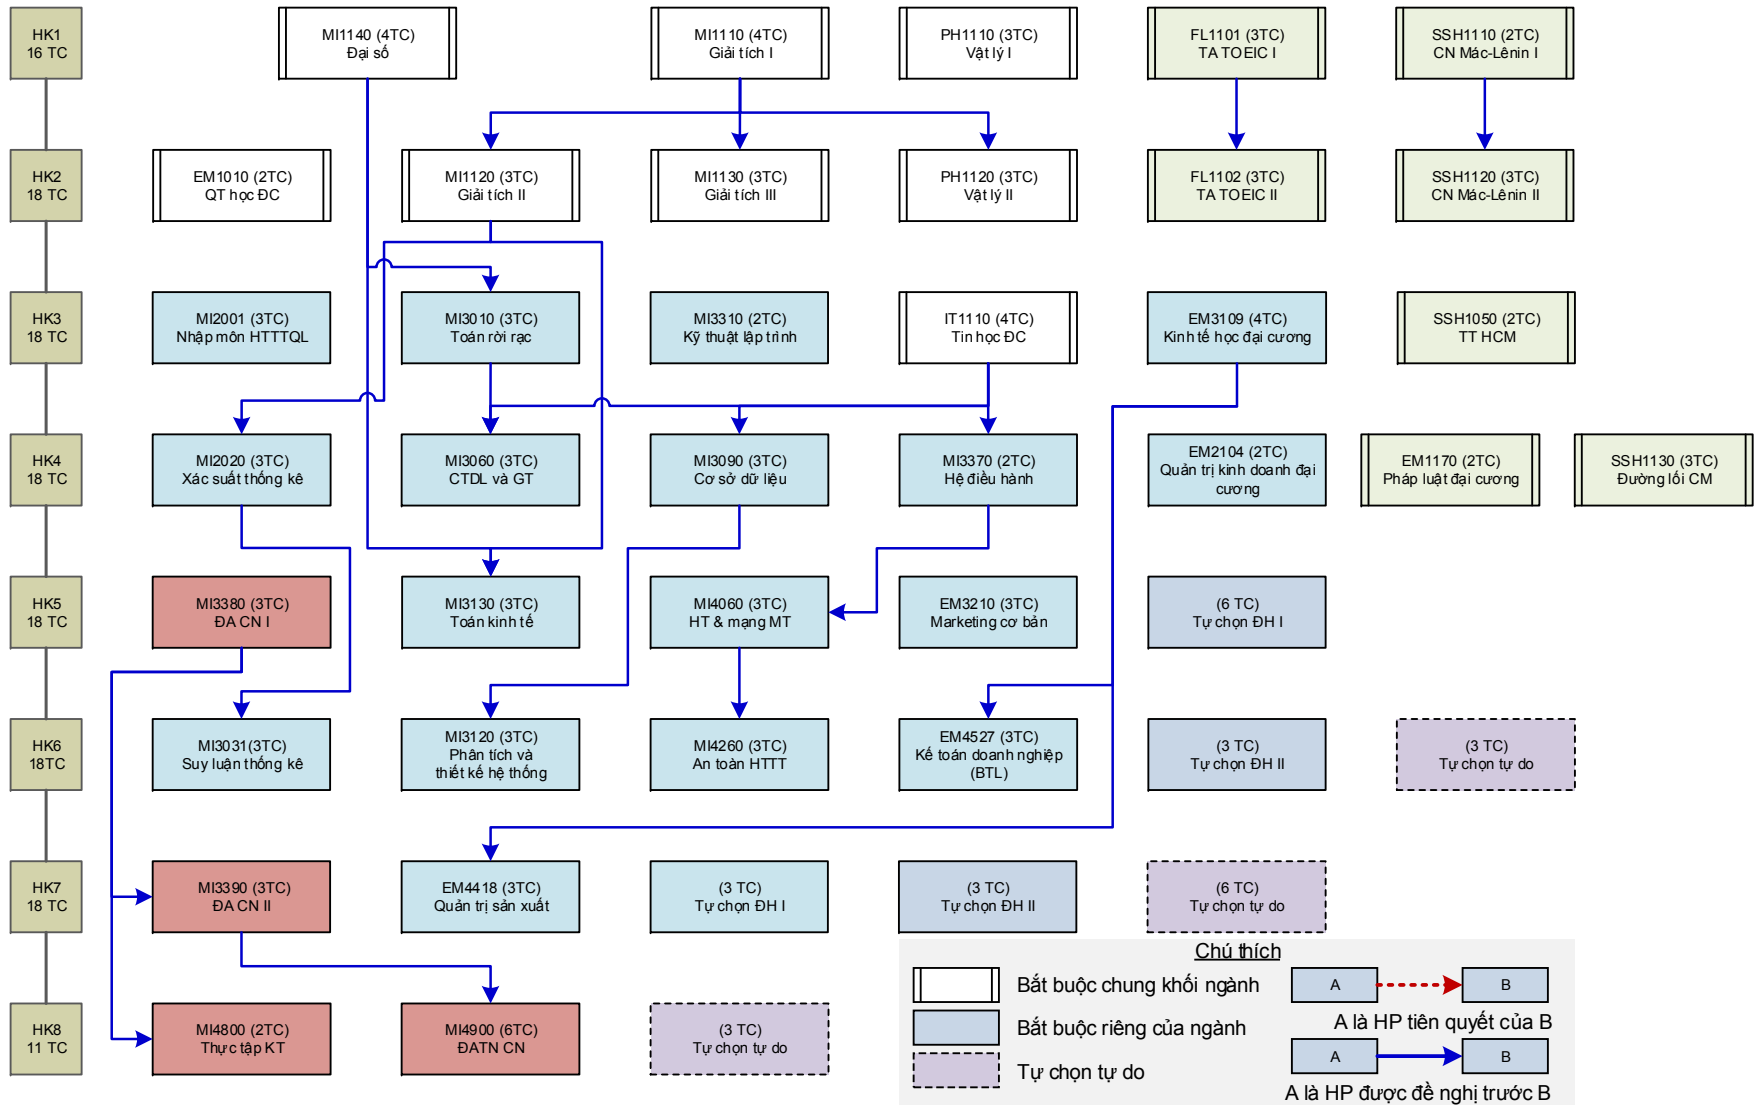 HK1
16 TC
MI1140 (4TC)
Đại số
MI1110 (4TC)
Giải tích I
PH1110 (3TC)
Vật lý I
FL1101 (3TC)
TA TOEIC I
SSH1110 (2TC)
CN Mác-Lênin I
HK2
18 TC
EM1010 (2TC)
QT học ĐC
MI1120 (3TC)
Giải tích II
MI1130 (3TC)
Giải tích III
PH1120 (3TC)
Vật lý II
FL1102 (3TC)
TA TOEIC II
SSH1120 (3TC)
CN Mác-Lênin II
HK3
18 TC
MI2001 (3TC)
Nhập môn HTTTQL
MI3010 (3TC)
Toán rời rạc
MI3310 (2TC)
Kỹ thuật lập trình
IT1110 (4TC)
Tin học ĐC
EM3109 (4TC)
Kinh tế học đại cương
SSH1050 (2TC)
TT HCM
HK4
18 TC
MI2020 (3TC)
Xác suất thống kê
MI3060 (3TC)
CTDL và GT
MI3090 (3TC)
Cơ sở dữ liệu
MI3370 (2TC)
Hệ điều hành
EM2104 (2TC)
Quản trị kinh doanh đại
cương
EM1170 (2TC)
Pháp luật đại cương
SSH1130 (3TC)
Đường lối CM
HK5
18 TC
MI3380 (3TC)
ĐA CN I
MI3130 (3TC)
Toán kinh tế
MI4060 (3TC)
HT & mạng MT
EM3210 (3TC)
Marketing cơ bản
(6 TC)
Tự chọn ĐH I
HK6
18TC
MI3031(3TC)
Suy luận thống kê
MI3120 (3TC)
Phân tích và
thiết kế hệ thống
MI4260 (3TC)
An toàn HTTT
EM4527 (3TC)
Kế toán doanh nghiệp
(BTL)
(3 TC)
Tự chọn ĐH II
(3 TC)
Tự chọn tự do
HK7
18 TC
MI3390 (3TC)
ĐA CN II
EM4418 (3TC)
Quản trị sản xuất
(3 TC)
Tự chọn ĐH I
(3 TC)
Tự chọn ĐH II
(6 TC)
Tự chọn tự do
HK8
11 TC
MI4800 (2TC)
Thực tập KT
MI4900 (6TC)
ĐATN CN
(3 TC)
Tự chọn tự do
Chú thích
Bắt buộc chung khối ngành
A
B
A là HP tiên quyết của B
Bắt buộc riêng của ngành
A
B
A là HP được đề nghị trước B
Tự chọn tự do